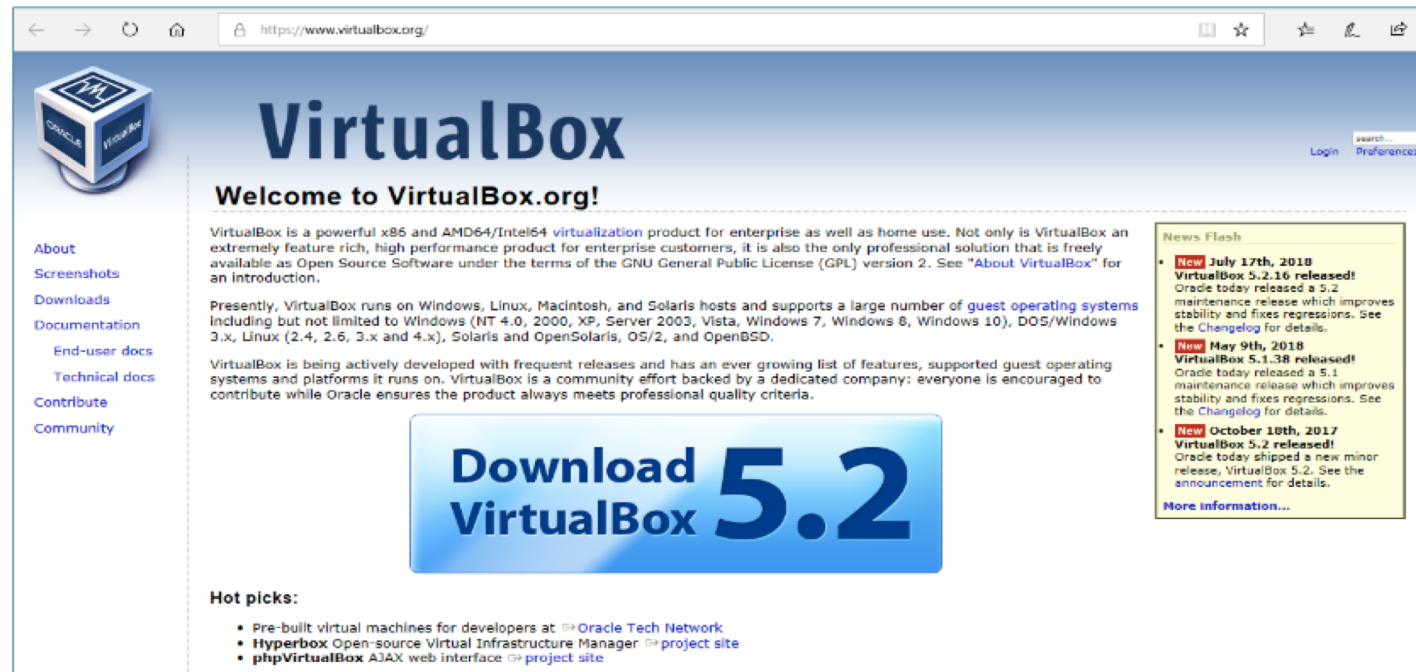 https://www.virtualbox.org/
ORACLE
VirtualBox
VirtualBox
search...
Login Preferences
Welcome to VirtualBox.org!
About
Screenshots
Downloads
Documentation
End-user docs
Technical docs
Contribute
Community
VirtualBox is a powerful x86 and AMD64/Intel64 virtualization product for enterprise as well as home use. Not only is VirtualBox an
extremely feature rich, high performance product for enterprise customers, it is also the only professional solution that is freely
available as Open Source Software under the terms of the GNU General Public License (GPL) version 2. See "About VirtualBox" for
an introduction.
Presently, VirtualBox runs on Windows, Linux, Macintosh, and Solaris hosts and supports a large number of guest operating systems
including but not limited to Windows (NT 4.0, 2000, XP, Server 2003, Vista, Windows 7, Windows 8, Windows 10), DOS/Windows
3.x, Linux (2.4, 2.6, 3.x and 4.x), Solaris and OpenSolaris, OS/2, and OpenBSD.
VirtualBox is being actively developed with frequent releases and has an ever growing list of features, supported guest operating
systems and platforms it runs on. VirtualBox is a community effort backed by a dedicated company: everyone is encouraged to
contribute while Oracle ensures the product always meets professional quality criteria.
Download
VirtualBox 5.2
Hot picks:
• Pre-built virtual machines for developers at Oracle Tech Network
• Hyperbox Open-source Virtual Infrastructure Manager project site
• phpVirtualBox AJAX web interface project site
News Flash
• New July 17th, 2018
VirtualBox 5.2.16 released!
Oracle today released a 5.2
maintenance release which improves
stability and fixes regressions. See
the Changelog for details.
• New May 9th, 2018
VirtualBox 5.1.38 released!
Oracle today released a 5.1
maintenance release which improves
stability and fixes regressions. See
the Changelog for details.
• New October 18th, 2017
VirtualBox 5.2 released!
Oracle today shipped a new minor
release, VirtualBox 5.2. See the
announcement for details.
More information...